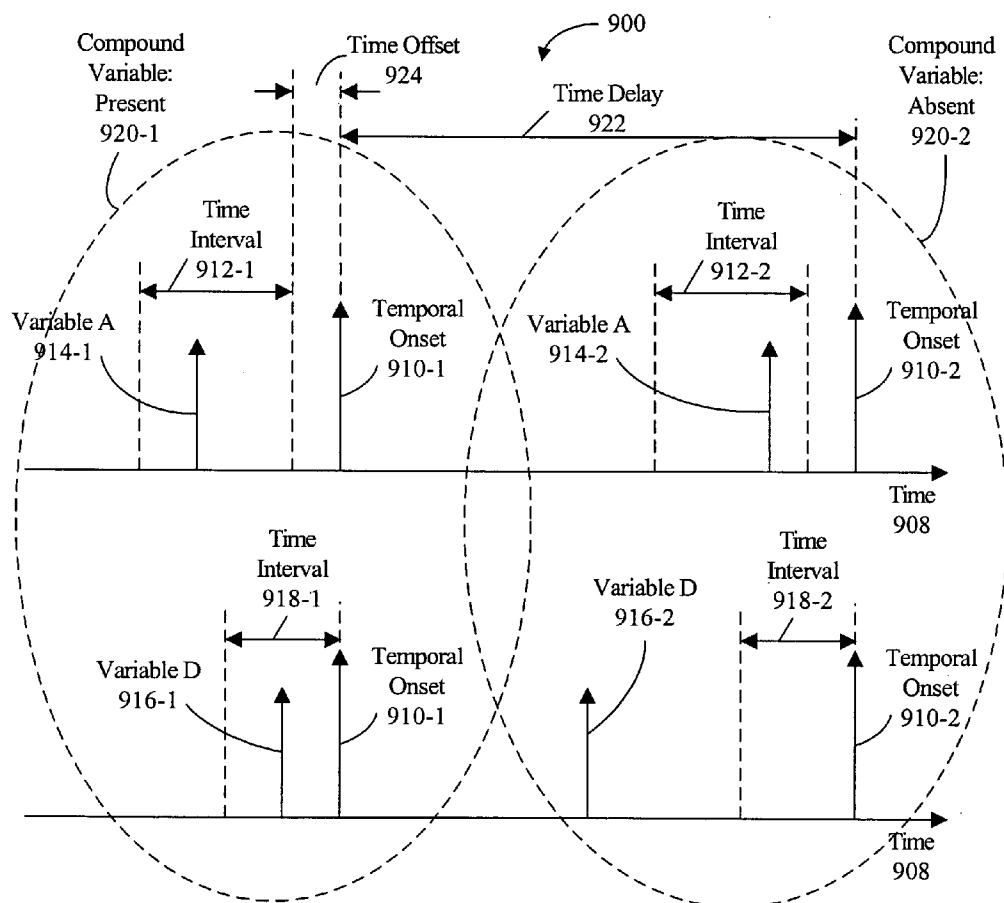 900
Compound
Variable:
Present
920-1
Time Offset
924
Time Delay
922
Compound
Variable:
Absent
920-2
Time
Interval
912-1
Time
Interval
912-2
Variable A
914-1
Temporal
Onset
910-1
Variable A
914-2
Temporal
Onset
910-2
Time
908
Time
Interval
918-1
Variable D
916-2
Time
Interval
918-2
Variable D
916-1
Temporal
Onset
910-1
Temporal
Onset
910-2
Time
908